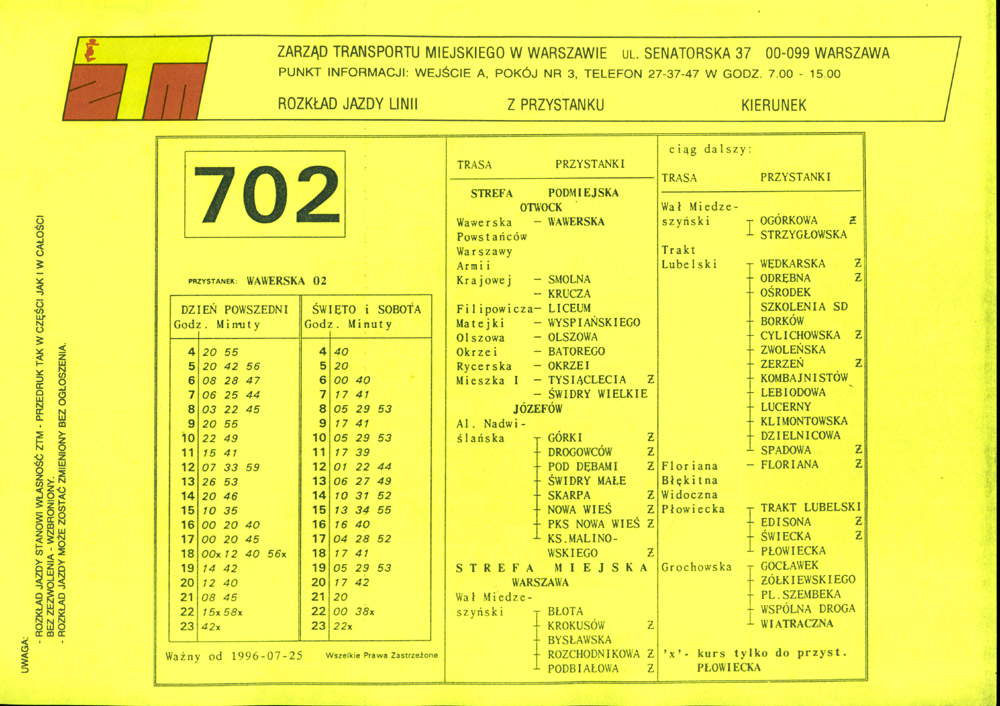 ZTM
ZARZĄD TRANSPORTU MIEJSKIEGO W WARSZAWIE UL. SENATORSKA 37 00-099 WARSZAWA
PUNKT INFORMACJI: WEJŚCIE A, POKÓJ NR 3, TELEFON 27-37-47 W GODZ. 7.00 - 15.00
ROZKŁAD JAZDY LINII Z PRZYSTANKU KIERUNEK
702
PRZYSTANEK: WAWERSKA 02
DZIEŃ POWSZEDNI
Godz. Minuty
4 20 55
5 20 42 56
6 08 28 47
7 06 25 44
8 03 22 45
9 20 55
10 22 49
11 15 41
12 07 33 59
13 26 53
14 20 46
15 10 35
16 00 20 40
17 00 20 45
18 00x 12 40 56x
19 14 42
20 12 40
21 08 45
22 15x 58x
23 42x
ŚWIĘTO i SOBOTA
Godz. Minuty
4 40
5 20
6 00 40
7 17 41
8 05 29 53
9 17 41
10 05 29 53
11 17 39
12 01 22 44
13 06 27 49
14 10 31 52
15 13 34 55
16 16 40
17 04 28 52
18 17 41
19 05 29 53
20 17 42
21 20
22 00 38x
23 22x
Ważny od 1996-07-25 Wszelkie Prawa Zastrzeżone
TRASA PRZYSTANKI
STREFA PODMIEJSKA
OTWOCK
Wawerska – WAWERSKA
Powstańców
Warszawy
Armii
Krajowej – SMOLNA
– KRUCZA
Filipowicza– LICEUM
Matejki – WYSPIAŃSKIEGO
Olszowa – OLSZOWA
Okrzei – BATOREGO
Rycerska – OKRZEI
Mieszka I – TYSIĄCLECIA Ż
– ŚWIDRY WIELKIE
JÓZEFÓW
Al. Nadwi-
ślańska GÓRKI Ż
DROGOWCÓW Ż
POD DĘBAMI Ż
ŚWIDRY MAŁE
SKARPA Ż
NOWA WIEŚ Ż
PKS NOWA WIEŚ Ż
KS.MALINO-
WSKIEGO Ż
STREFA MIEJSKA
WARSZAWA
Wał Miedze-
szyński BŁOTA
KROKUSÓW Ż
BYSŁAWSKA
ROZCHODNIKOWA Ż
PODBIAŁOWA Ż
ciąg dalszy:
TRASA PRZYSTANKI
Wał Miedze-
szyński OGÓRKOWA Ż
STRZYGŁOWSKA
Trakt
Lubelski WĘDKARSKA Ż
ODRĘBNA Ż
OŚRODEK
SZKOLENIA SD
BORKÓW
CYLICHOWSKA Ż
ZWOLEŃSKA
ZERZEŃ Ż
KOMBAJNISTÓW
LEBIODOWA
LUCERNY
KLIMONTOWSKA
DZIELNICOWA
SPADOWA Ż
Floriana – FLORIANA Ż
Błękitna
Widoczna
Płowiecka TRAKT LUBELSKI
EDISONA Ż
ŚWIECKA Ż
PŁOWIECKA
Grochowska GOCŁAWEK
ŻÓŁKIEWSKIEGO
PL.SZEMBEKA
WSPÓLNA DROGA
WIATRACZNA
'x'- kurs tylko do przyst.
PŁOWIECKA
UWAGA:
- ROZKŁAD JAZDY STANOWI WŁASNOŚĆ ZTM - PRZEDRUK TAK W CZĘŚCI JAK I W CAŁOŚCI
BEZ ZEZWOLENIA - WZBRONIONY.
- ROZKŁAD JAZDY MOŻE ZOSTAĆ ZMIENIONY BEZ OGŁOSZENIA.